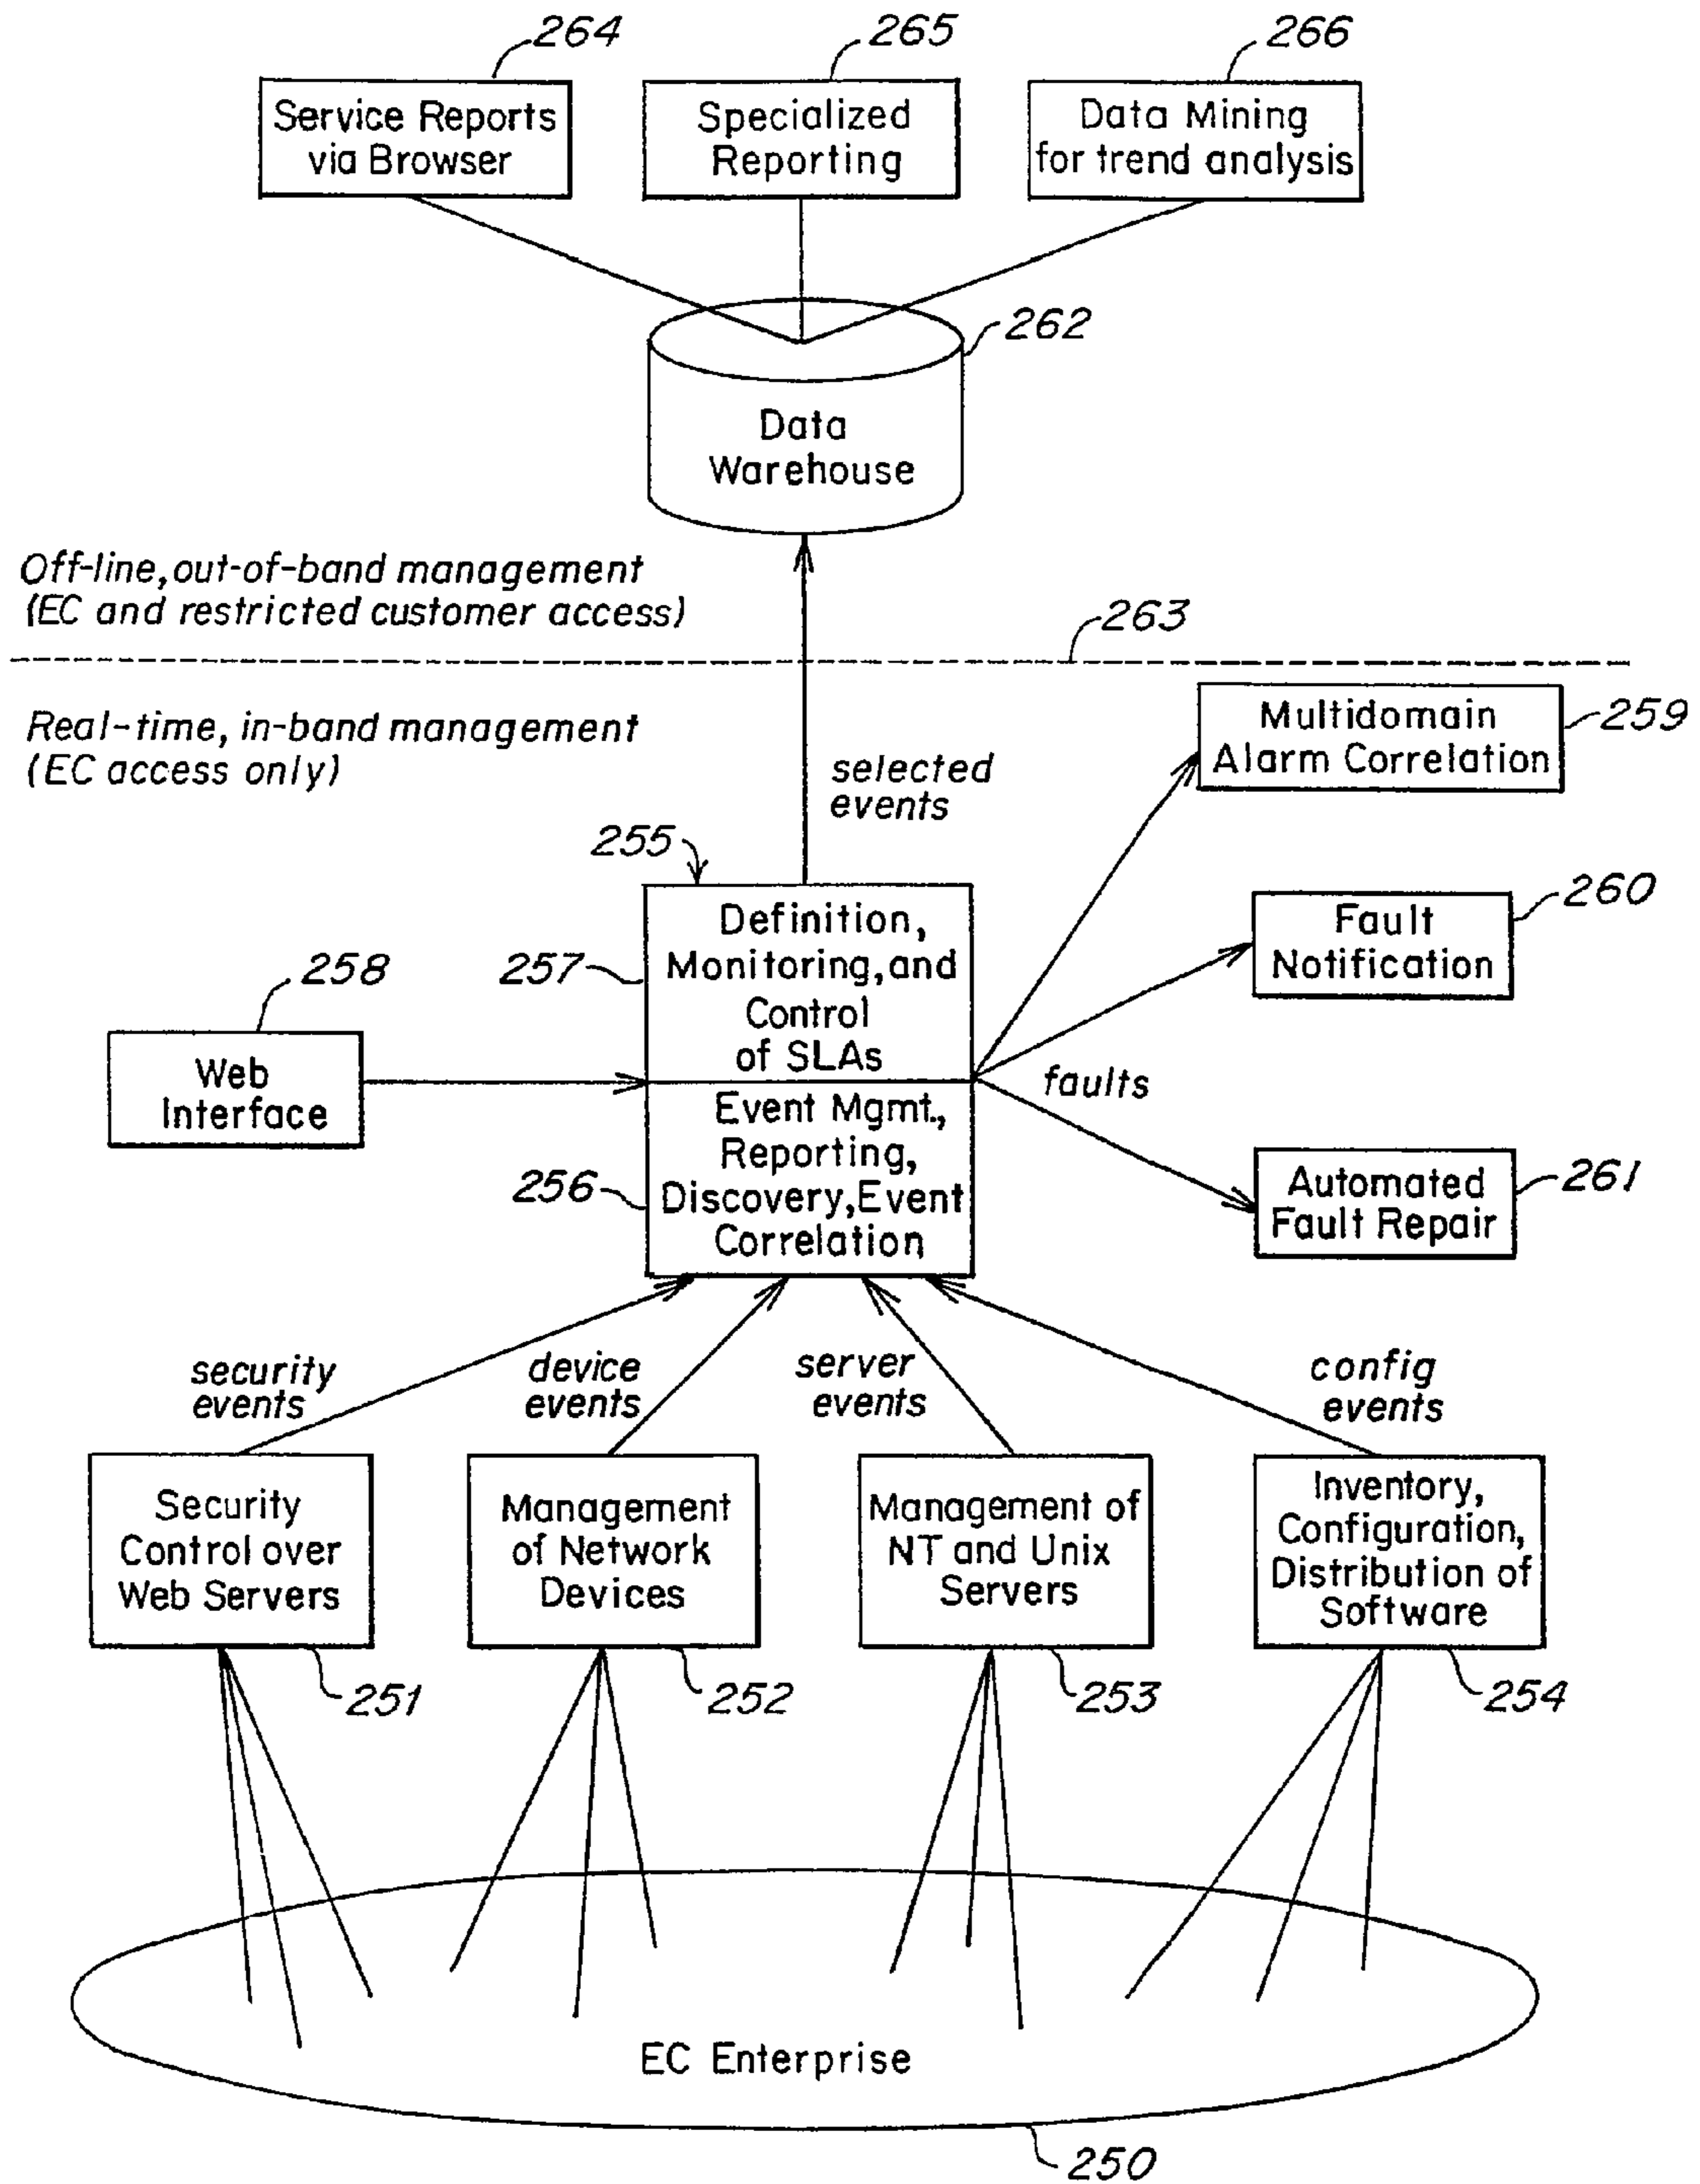 264
265
266
Service Reports
via Browser
Specialized
Reporting
Data Mining
for trend analysis
262
Data
Warehouse
Off-line, out-of-band management
(EC and restricted customer access)
263
Real-time, in-band management
(EC access only)
selected
events
Multidomain
Alarm Correlation
259
255
Definition,
Monitoring, and
Control
of SLAs
257
260
Fault
Notification
258
Web
Interface
faults
Event Mgmt.,
Reporting,
Discovery, Event
Correlation
256
Automated
Fault Repair
261
security
events
device
events
server
events
config
events
Security
Control over
Web Servers
Management
of Network
Devices
Management of
NT and Unix
Servers
Inventory,
Configuration,
Distribution of
Software
251
252
253
254
EC Enterprise
250